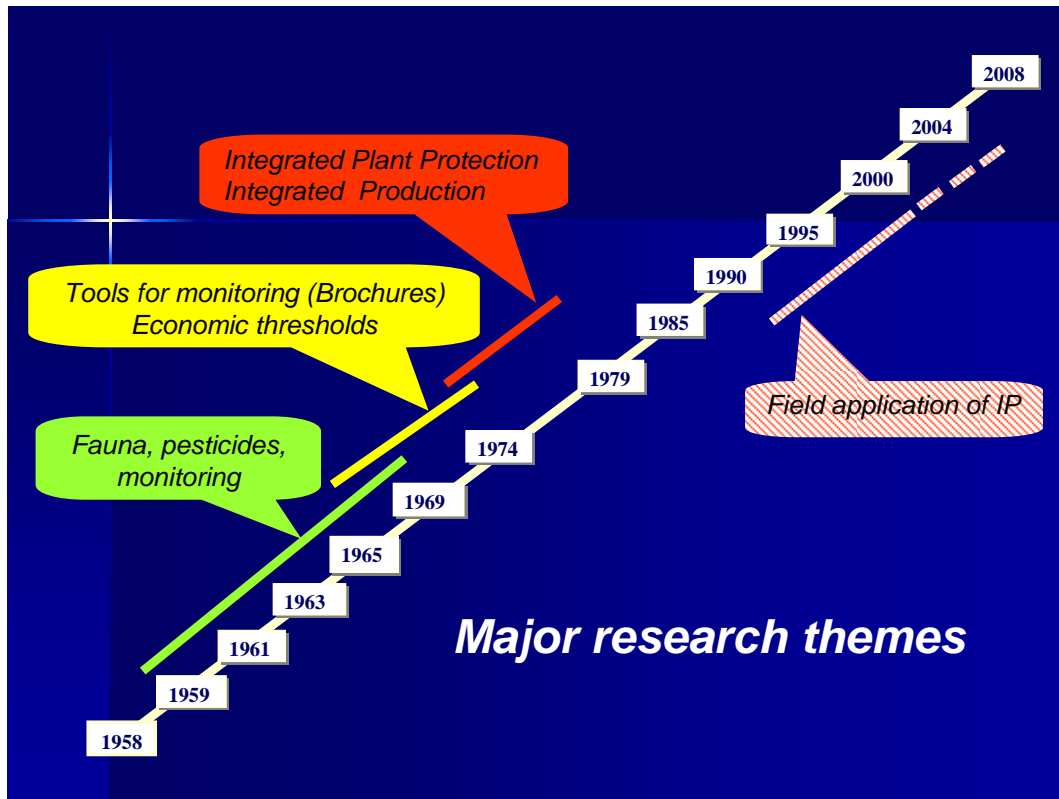 2008
2004
2000
1995
1990
1985
1979
1974
1969
1965
1963
1961
1959
1958
Integrated Plant Protection
Integrated Production
Tools for monitoring (Brochures)
Economic thresholds
Fauna, pesticides,
monitoring
Field application of IP
Major research themes